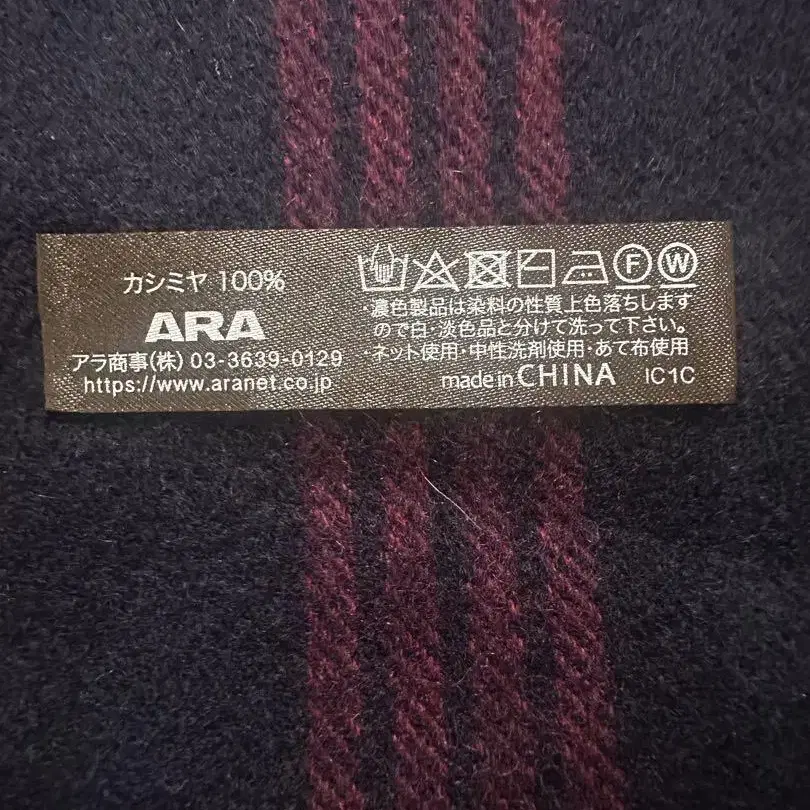 カシミヤ 100%
ARA
アラ商事(株) 03-3639-0129
https://www.aranet.co.jp
F W
・濃色製品は染料の性質上色落ちします
ので白・淡色品と分けて洗って下さい。
・ネット使用・中性洗剤使用・あて布使用
made in CHINA IC1C